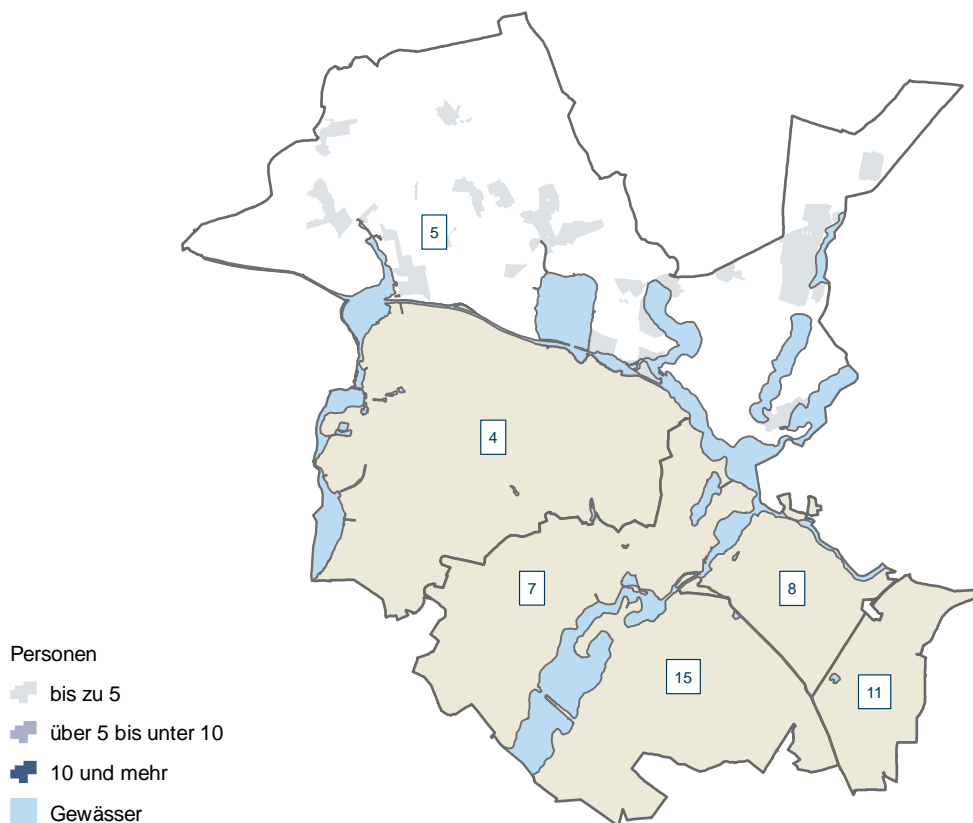 5
4
7
8
15
11
Personen
bis zu 5
über 5 bis unter 10
10 und mehr
Gewässer